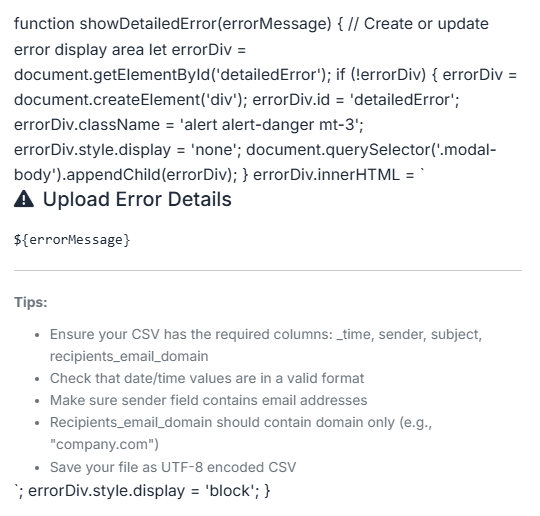 function showDetailedError(errorMessage) { // Create or update
error display area let errorDiv =
document.getElementById('detailedError'); if (!errorDiv) { errorDiv =
document.createElement('div'); errorDiv.id = 'detailedError';
errorDiv.className = 'alert alert-danger mt-3';
errorDiv.style.display = 'none'; document.querySelector('.modal-
body').appendChild(errorDiv); } errorDiv.innerHTML = `
Upload Error Details
${errorMessage}
Tips:
• Ensure your CSV has the required columns: _time, sender, subject,
recipients_email_domain
• Check that date/time values are in a valid format
• Make sure sender field contains email addresses
• Recipients_email_domain should contain domain only (e.g.,
"company.com")
• Save your file as UTF-8 encoded CSV
`; errorDiv.style.display = 'block'; }